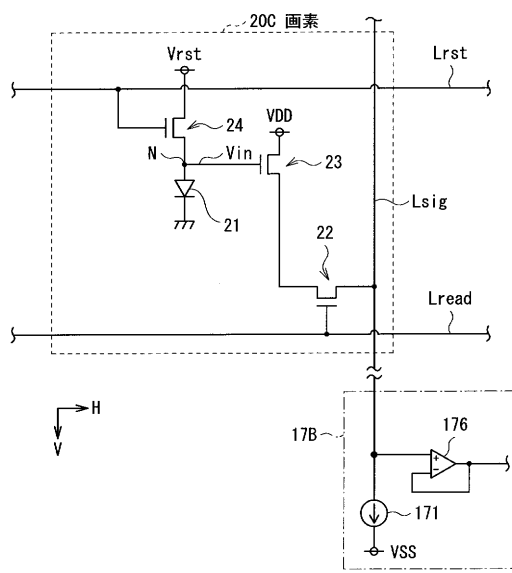 20C 画素
Vrst
Lrst
VDD
24
N
Vin
23
21
Lsig
22
Lread
H
V
17B
176
+
-
171
VSS